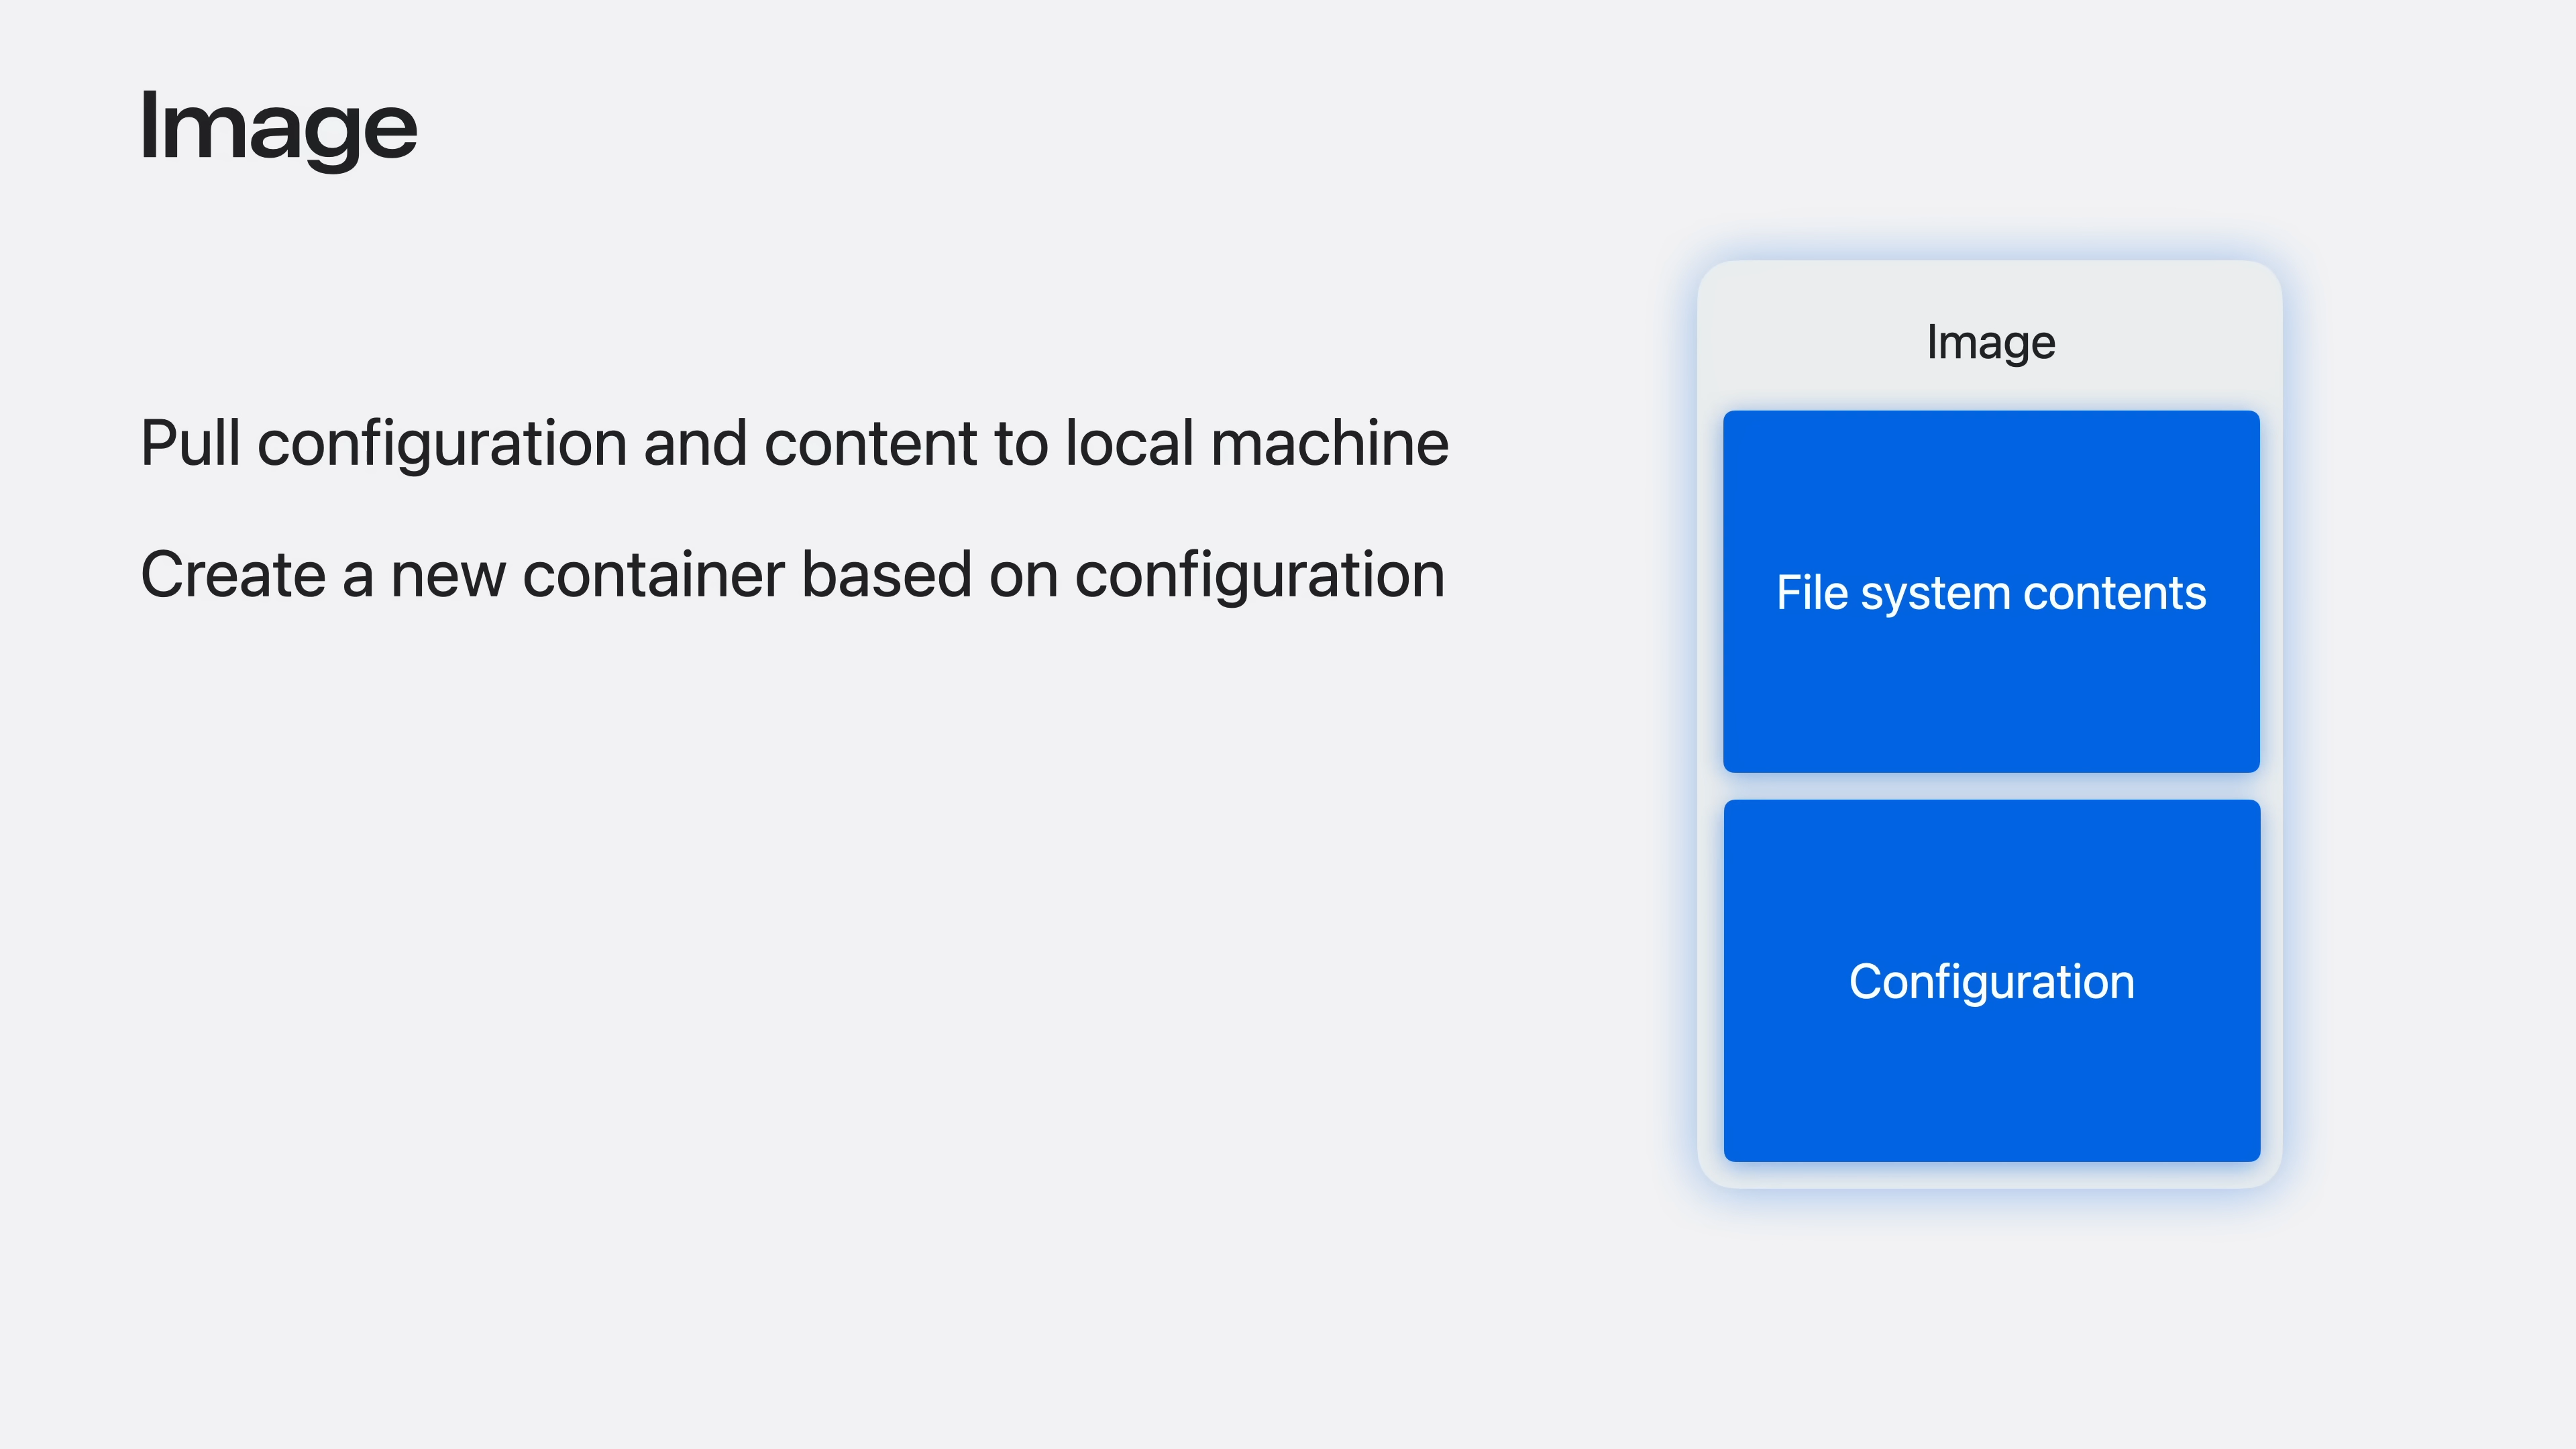 Image
Pull configuration and content to local machine
Create a new container based on configuration
Image
File system contents
Configuration